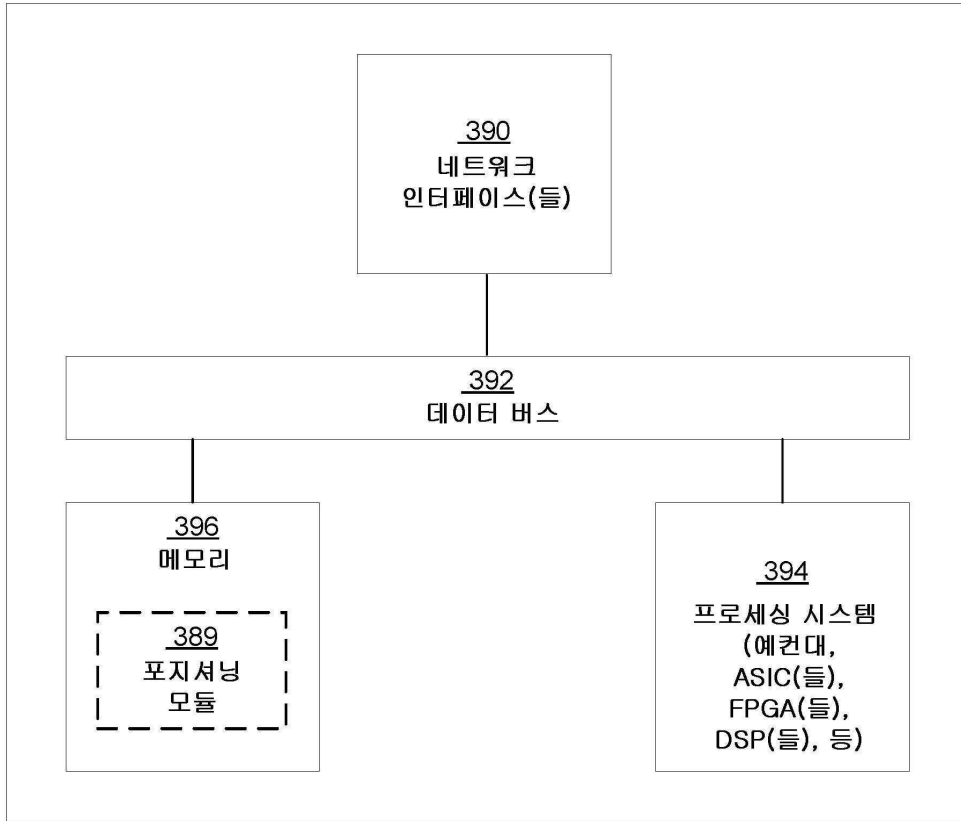 390
네트워크
인터페이스(들)
392
데이터 버스
396
메모리
389
포지셔닝
모듈
394
프로세싱 시스템
(예컨대,
ASIC(들),
FPGA(들),
DSP(들), 등)